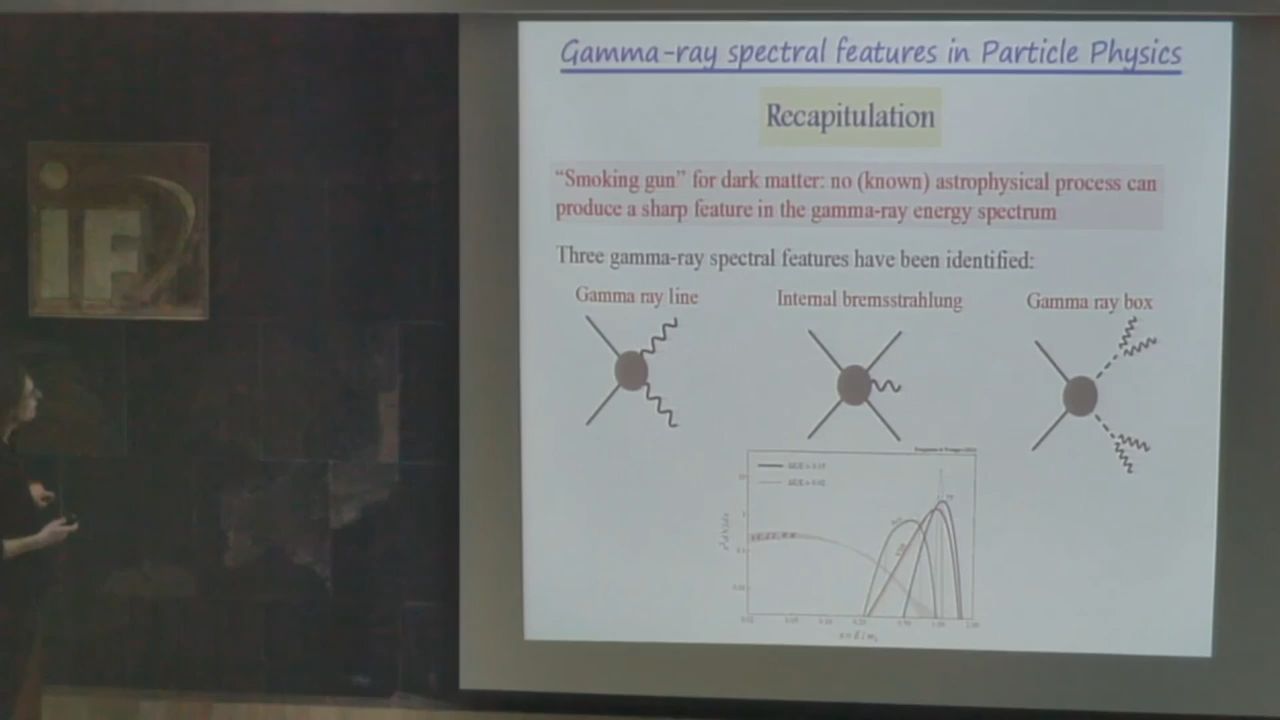 Gamma-ray spectral features in Particle Physics
Recapitulation
“Smoking gun” for dark matter: no (known) astrophysical process can
produce a sharp feature in the gamma-ray energy spectrum
Three gamma-ray spectral features have been identified:
Gamma ray line
Internal bremsstrahlung
Gamma ray box